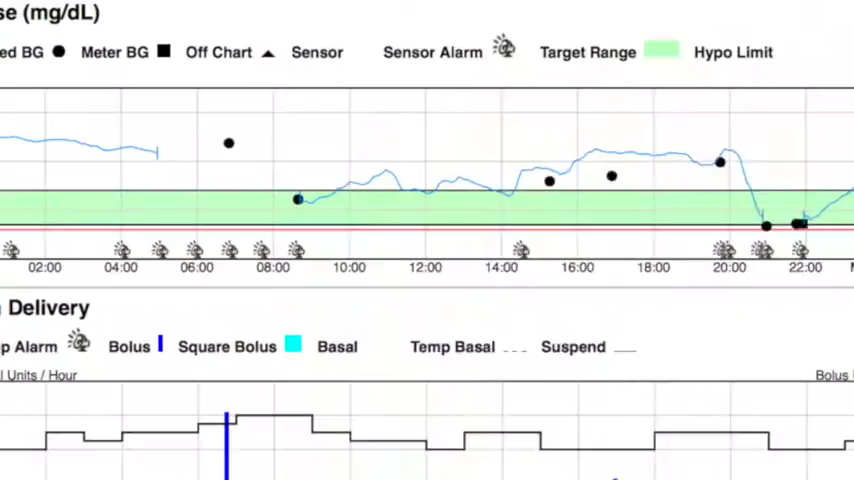 se (mg/dL)
ed BG Meter BG Off Chart Sensor Sensor Alarm Target Range Hypo Limit
02:00 04:00 06:00 08:00 10:00 12:00 14:00 16:00 18:00 20:00 22:00 M
Delivery
p Alarm Bolus Square Bolus Basal Temp Basal Suspend
l Units / Hour Bolus